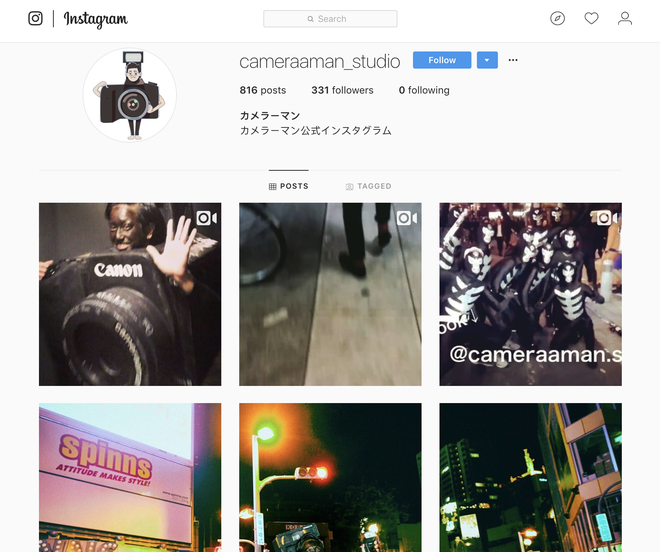 Instagram
Search
cameraaman_studio
Follow
816 posts 331 followers 0 following
カメラーマン
カメラーマン公式インスタグラム
POSTS TAGGED
Canon
@cameraaman.s
spinns
ATTITUDE MAKES STYLE!